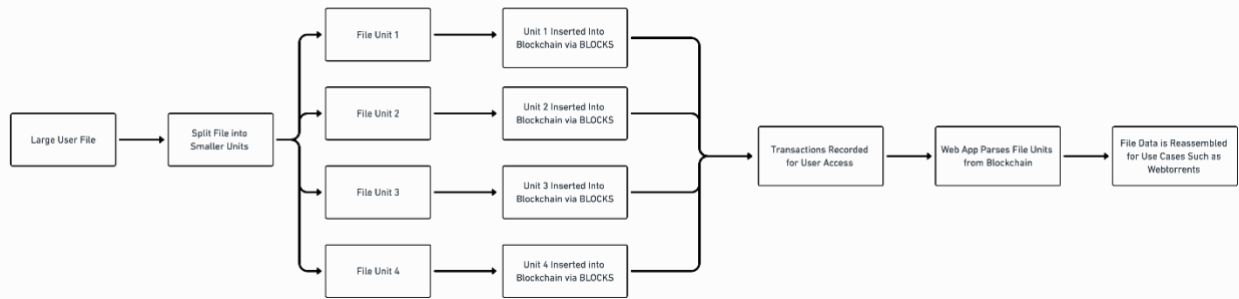 Large User File
Split File into
Smaller Units
File Unit 1
Unit 1 Inserted Into
Blockchain via BLOCKS
File Unit 2
Unit 2 Inserted Into
Blockchain via BLOCKS
File Unit 3
Unit 3 Inserted Into
Blockchain via BLOCKS
File Unit 4
Unit 4 Inserted into
Blockchain via BLOCKS
Transactions Recorded
for User Access
Web App Parses File Units
from Blockchain
File Data is Reassembled
for Use Cases Such as
Webtorrents